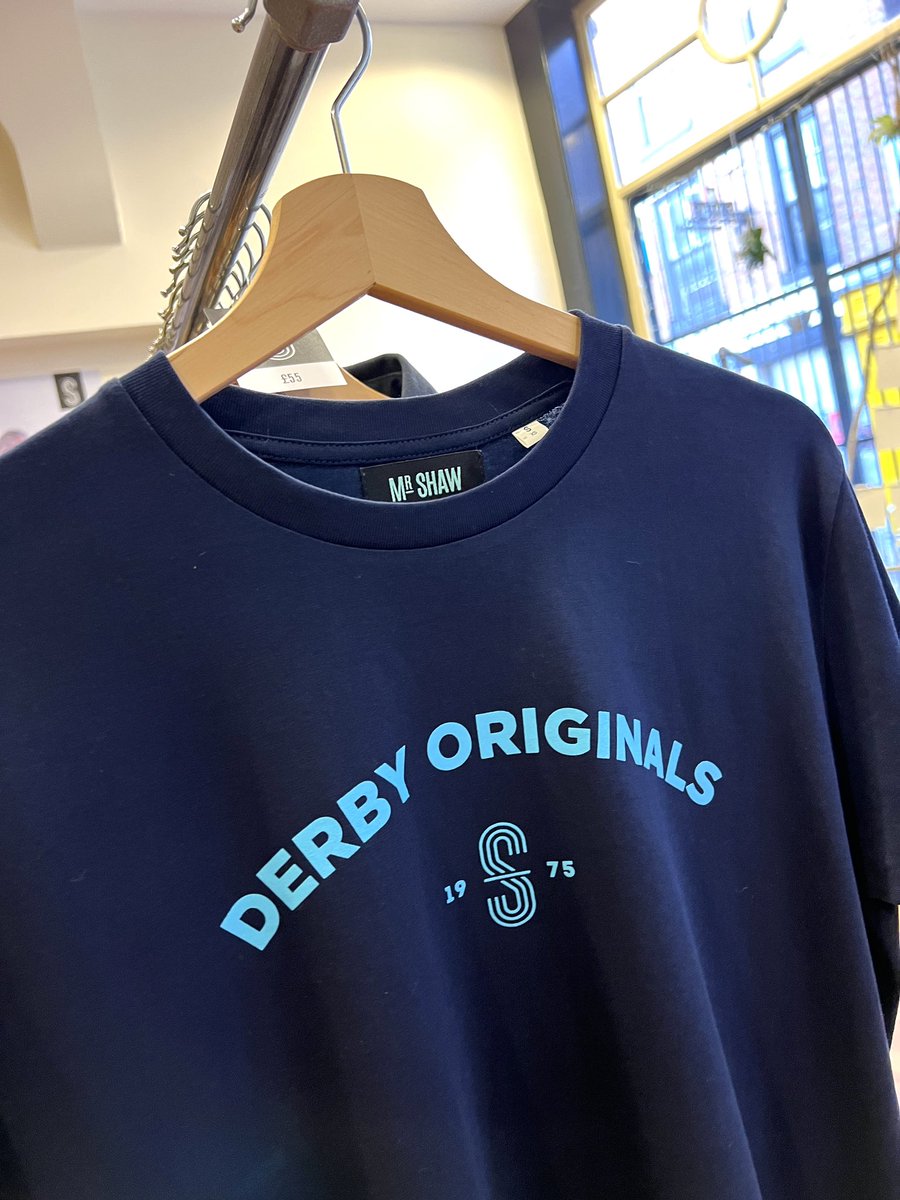 £55
MR SHAW
DERBY ORIGINALS
19 S 75